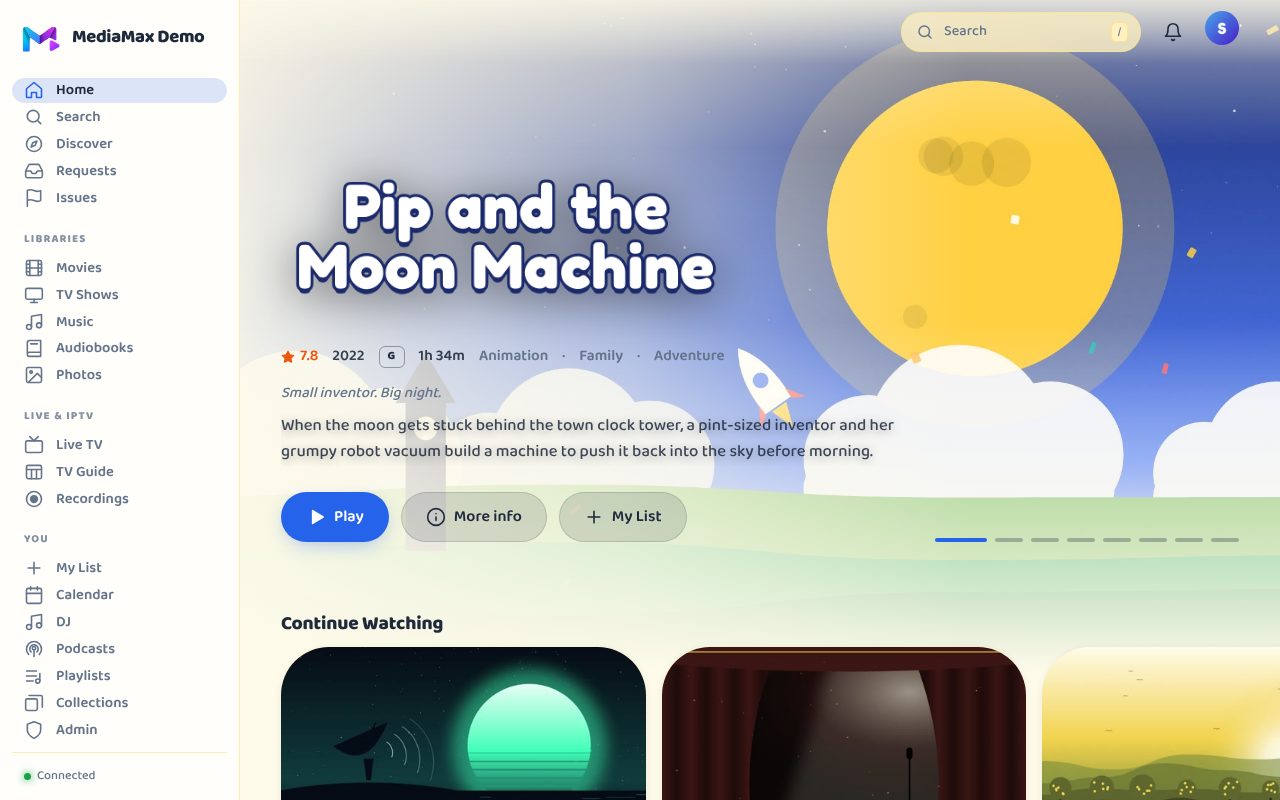 MediaMax Demo
Search
/
S
Home
Search
Discover
Requests
Issues
LIBRARIES
Movies
TV Shows
Music
Audiobooks
Photos
LIVE & IPTV
Live TV
TV Guide
Recordings
YOU
My List
Calendar
DJ
Podcasts
Playlists
Collections
Admin
Connected
Pip and the
Moon Machine
7.8 2022 G 1h 34m Animation · Family · Adventure
Small inventor. Big night.
When the moon gets stuck behind the town clock tower, a pint-sized inventor and her
grumpy robot vacuum build a machine to push it back into the sky before morning.
Play More info My List
Continue Watching